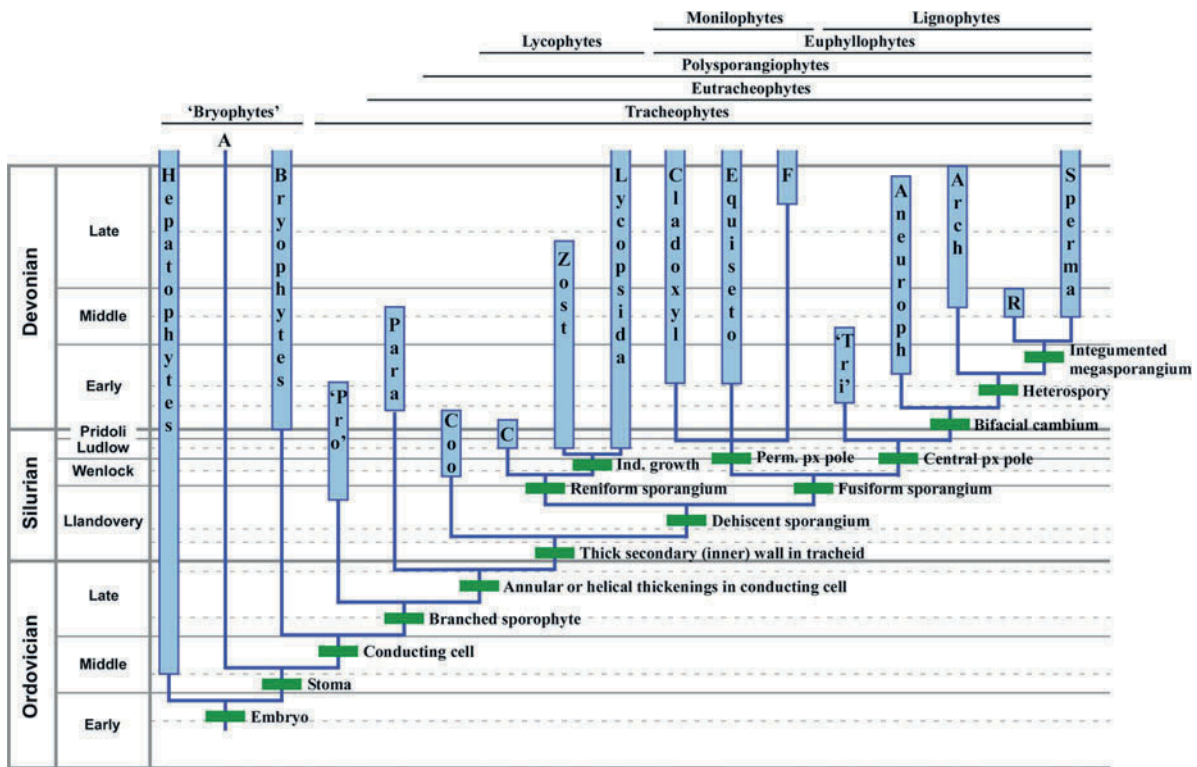 Monilophytes
Lignophytes
Lycophytes
Euphyllophytes
Polysporangiophytes
Eutracheophytes
‘Bryophytes’
Tracheophytes
A
Hepatophytes
Bryophytes
‘Pro’
Para
Coo
C
Zost
Lycopsida
Cladoxyl
Equiseto
F
‘Tri’
Aneuroph
Arch
R
Sperma
Devonian
Late
Middle
Early
Silurian
Pridoli
Ludlow
Wenlock
Llandovery
Ordovician
Late
Middle
Early
Integumented
megasporangium
Heterospory
Bifacial cambium
Ind. growth
Perm. px pole
Central px pole
Reniform sporangium
Fusiform sporangium
Dehiscent sporangium
Thick secondary (inner) wall in tracheid
Annular or helical thickenings in conducting cell
Branched sporophyte
Conducting cell
Stoma
Embryo